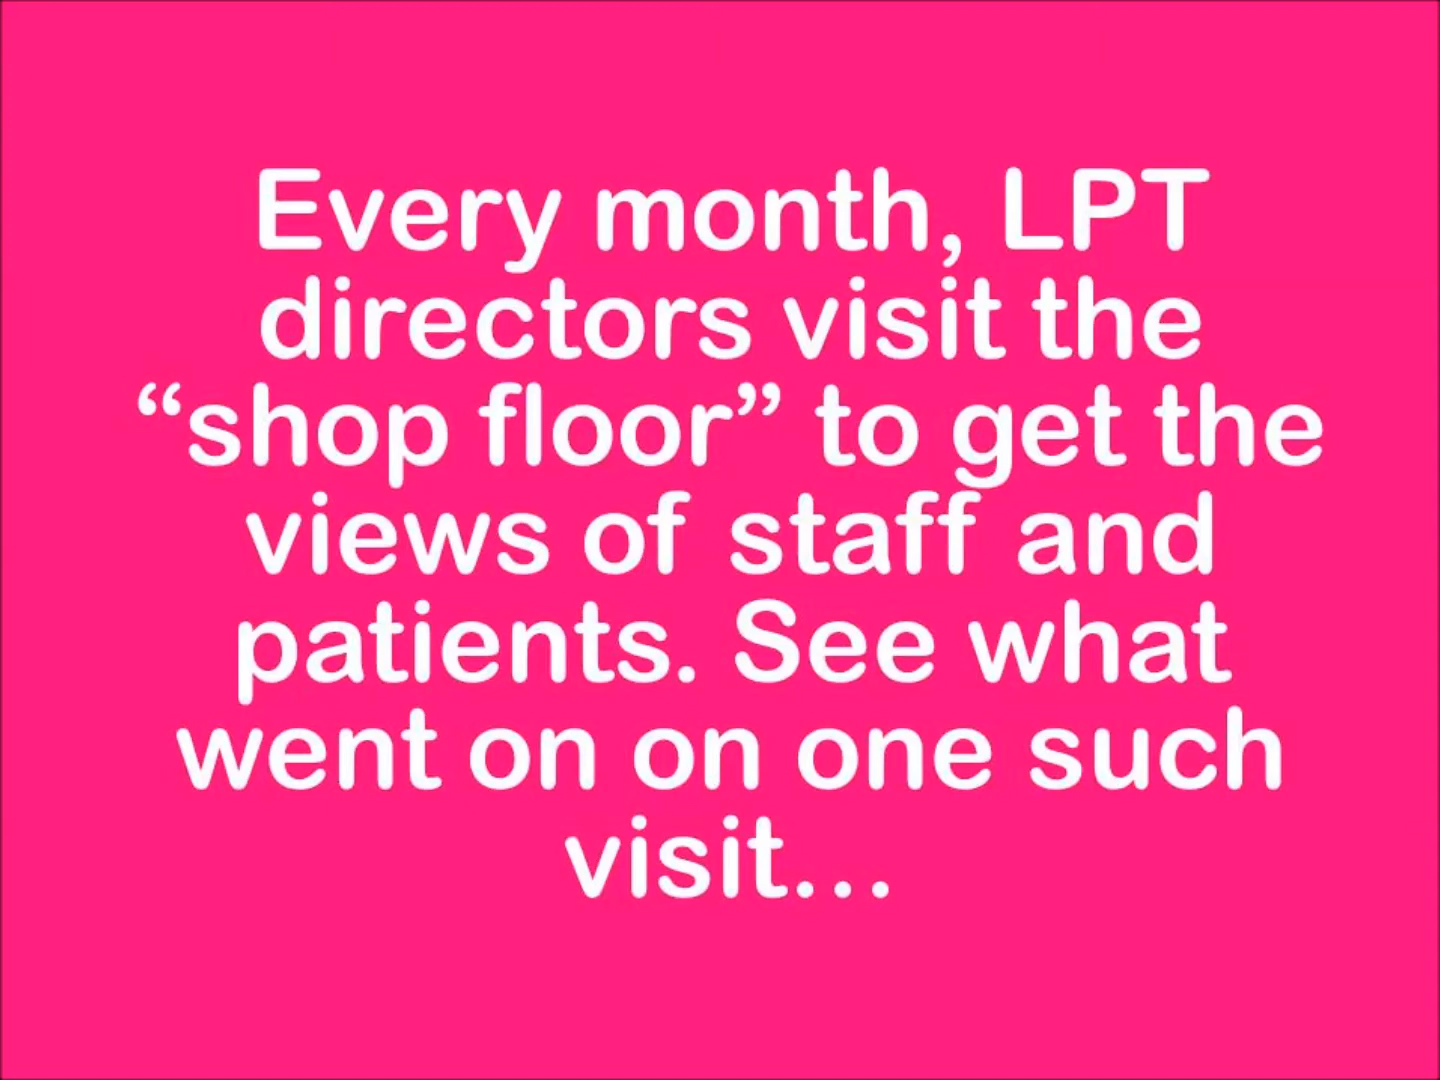 Every month, LPT
directors visit the
“shop floor” to get the
views of staff and
patients. See what
went on on one such
visit…